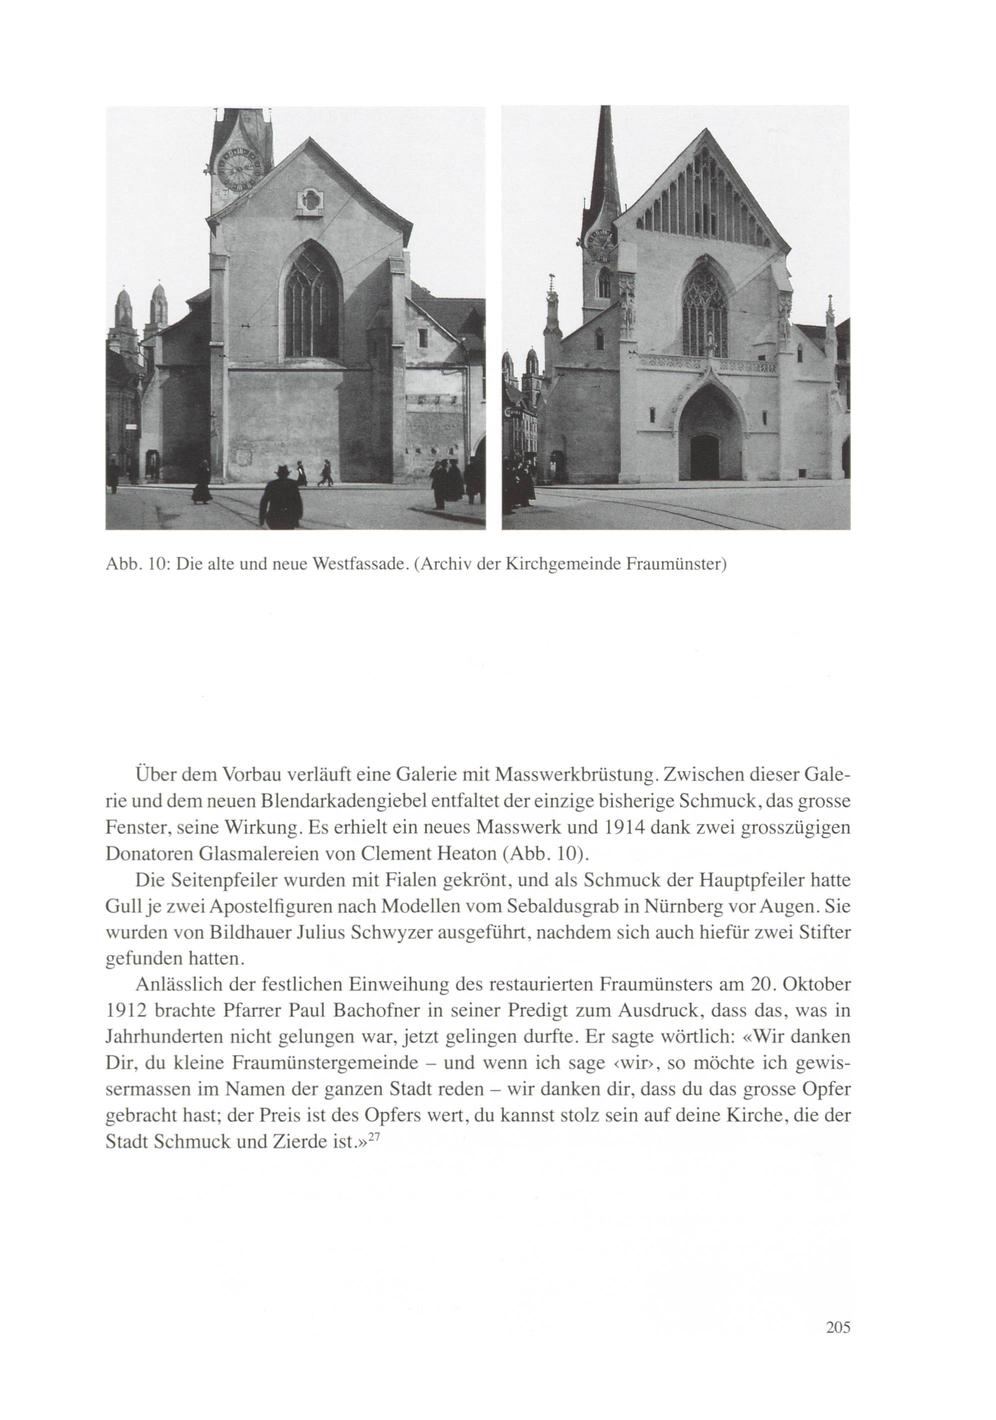 Abb. 10: Die alte und neue Westfassade. (Archiv der Kirchgemeinde Fraumünster)
Über dem Vorbau verläuft eine Galerie mit Masswerkbrüstung. Zwischen dieser Gale-
rie und dem neuen Blendarkadengiebel entfaltet der einzige bisherige Schmuck, das grosse
Fenster, seine Wirkung. Es erhielt ein neues Masswerk und 1914 dank zwei grosszügigen
Donatoren Glasmalereien von Clement Heaton (Abb. 10).
Die Seitenpfeiler wurden mit Fialen gekrönt, und als Schmuck der Hauptpfeiler hatte
Gull je zwei Apostelfiguren nach Modellen vom Sebaldusgrab in Nürnberg vor Augen. Sie
wurden von Bildhauer Julius Schwyzer ausgeführt, nachdem sich auch hiefür zwei Stifter
gefunden hatten.
Anlässlich der festlichen Einweihung des restaurierten Fraumünsters am 20. Oktober
1912 brachte Pfarrer Paul Bachofner in seiner Predigt zum Ausdruck, dass das, was in
Jahrhunderten nicht gelungen war, jetzt gelingen durfte. Er sagte wörtlich: «Wir danken
Dir, du kleine Fraumünstergemeinde – und wenn ich sage ‹wir›, so möchte ich gewis-
sermassen im Namen der ganzen Stadt reden – wir danken dir, dass du das grosse Opfer
gebracht hast; der Preis ist des Opfers wert, du kannst stolz sein auf deine Kirche, die der
Stadt Schmuck und Zierde ist.»27
205